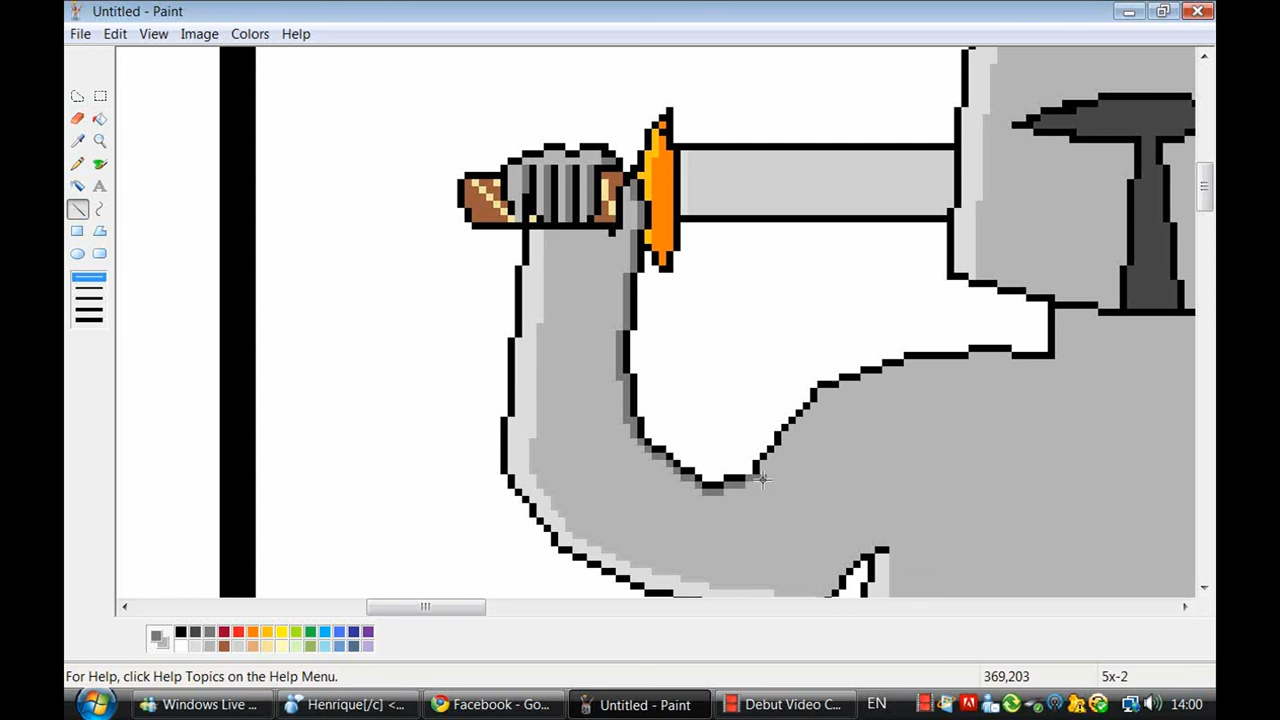 Untitled - Paint
File Edit View Image Colors Help
For Help, click Help Topics on the Help Menu. 369,203 5x-2
Windows Live ... Henrique[/c] <... Facebook - Go... Untitled - Paint Debut Video C... EN 14:00